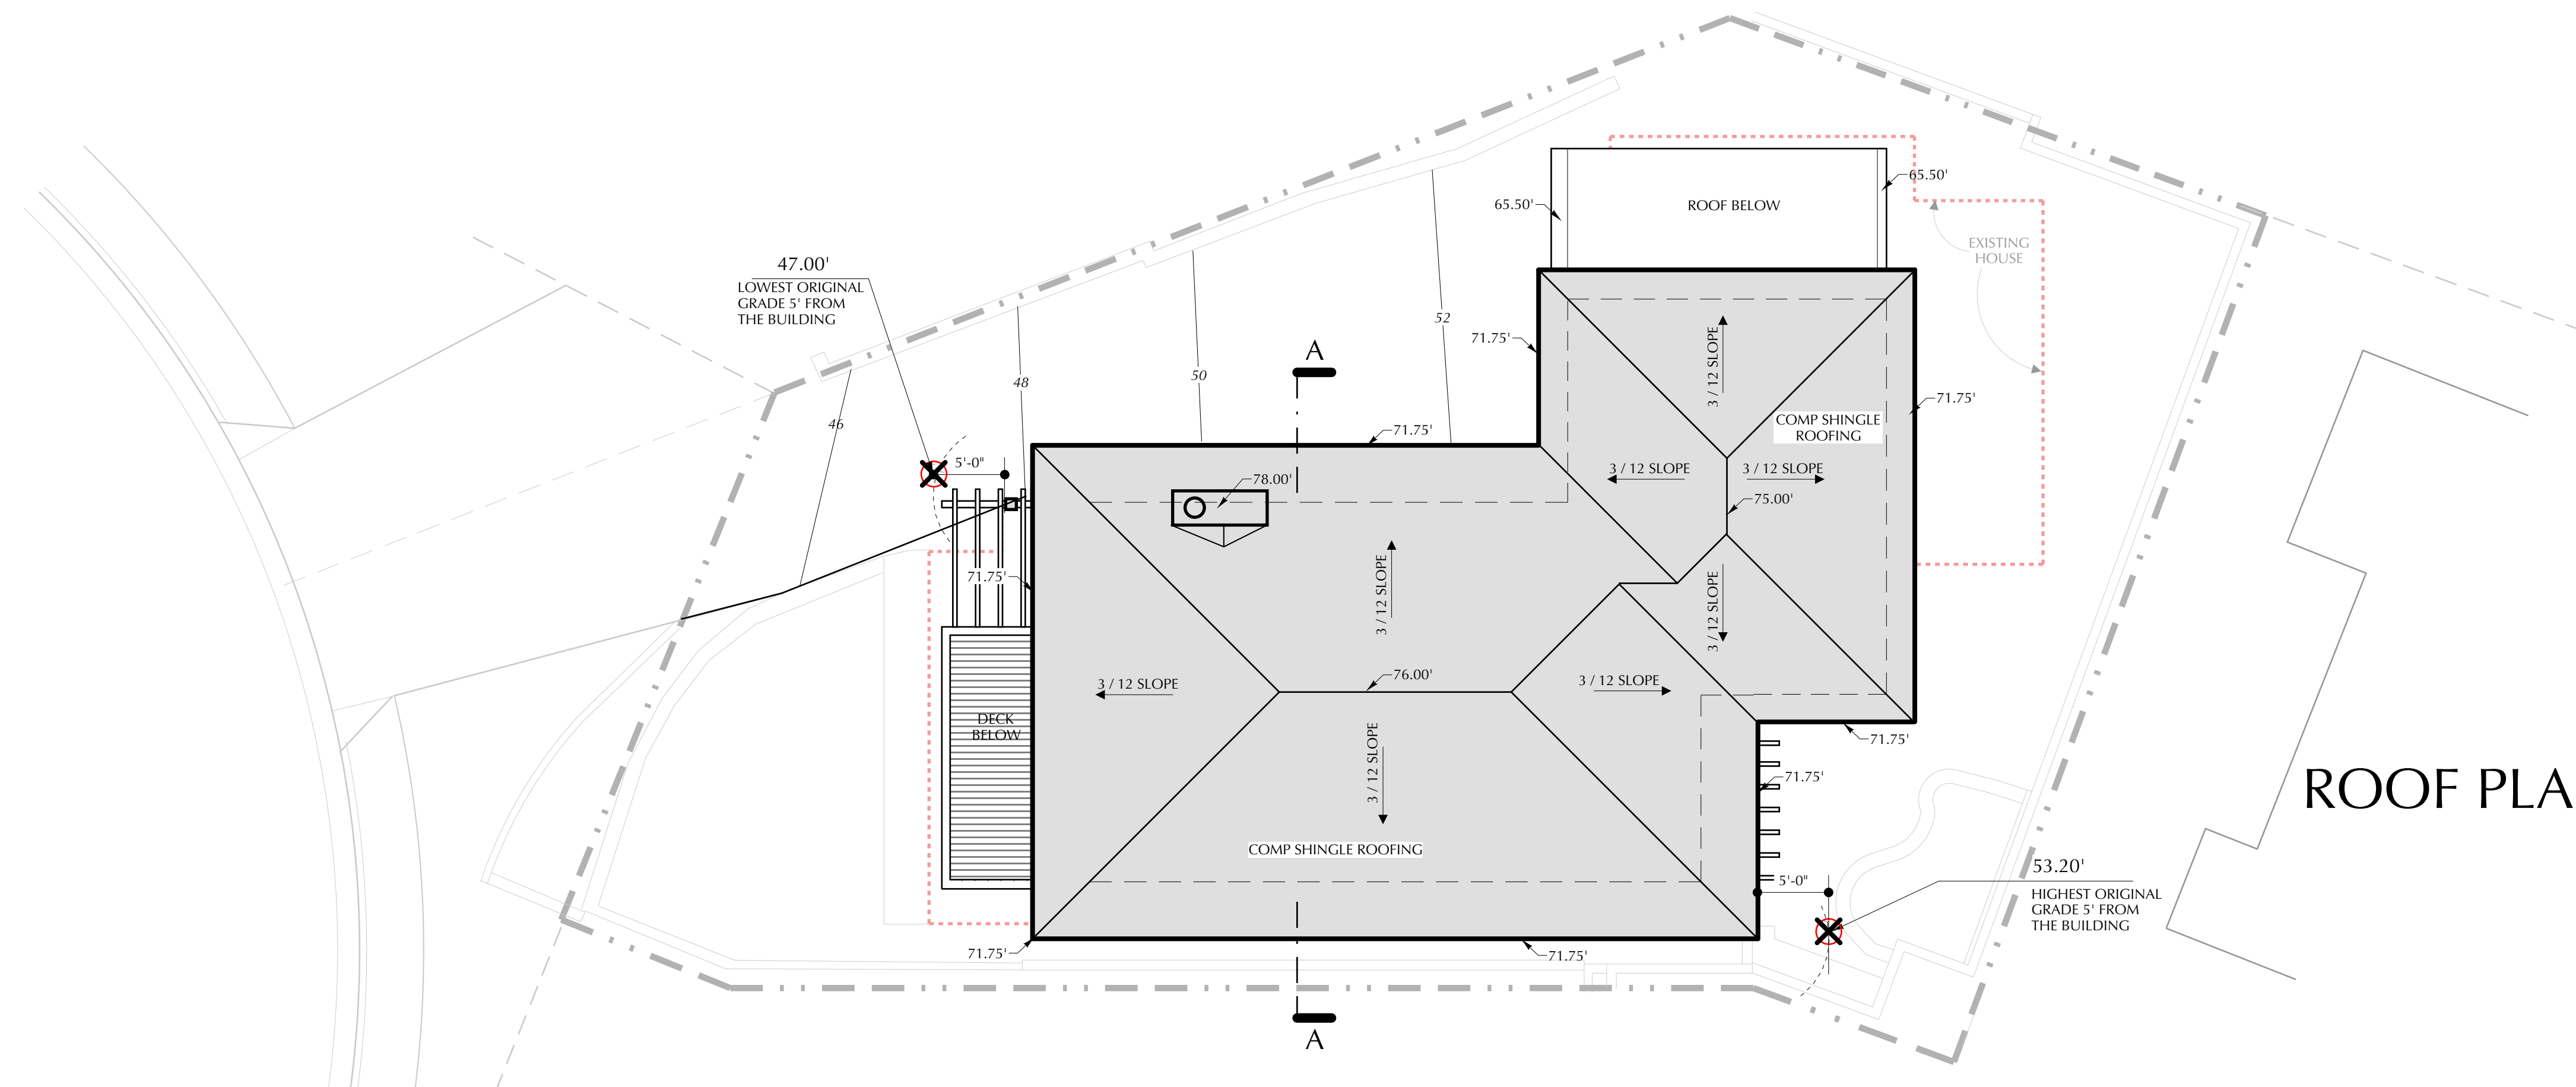 65.50'
65.50'
ROOF BELOW
EXISTING
HOUSE
47.00'
LOWEST ORIGINAL
GRADE 5' FROM
THE BUILDING
52
71.75'
A
50
48
46
3 / 12 SLOPE
71.75'
COMP SHINGLE
ROOFING
71.75'
5'-0"
3 / 12 SLOPE
3 / 12 SLOPE
78.00'
75.00'
71.75'
3 / 12 SLOPE
3 / 12 SLOPE
76.00'
3 / 12 SLOPE
3 / 12 SLOPE
DECK
BELOW
71.75'
3 / 12 SLOPE
71.75'
ROOF PLA
COMP SHINGLE ROOFING
53.20'
HIGHEST ORIGINAL
GRADE 5' FROM
THE BUILDING
5'-0"
71.75'
71.75'
A